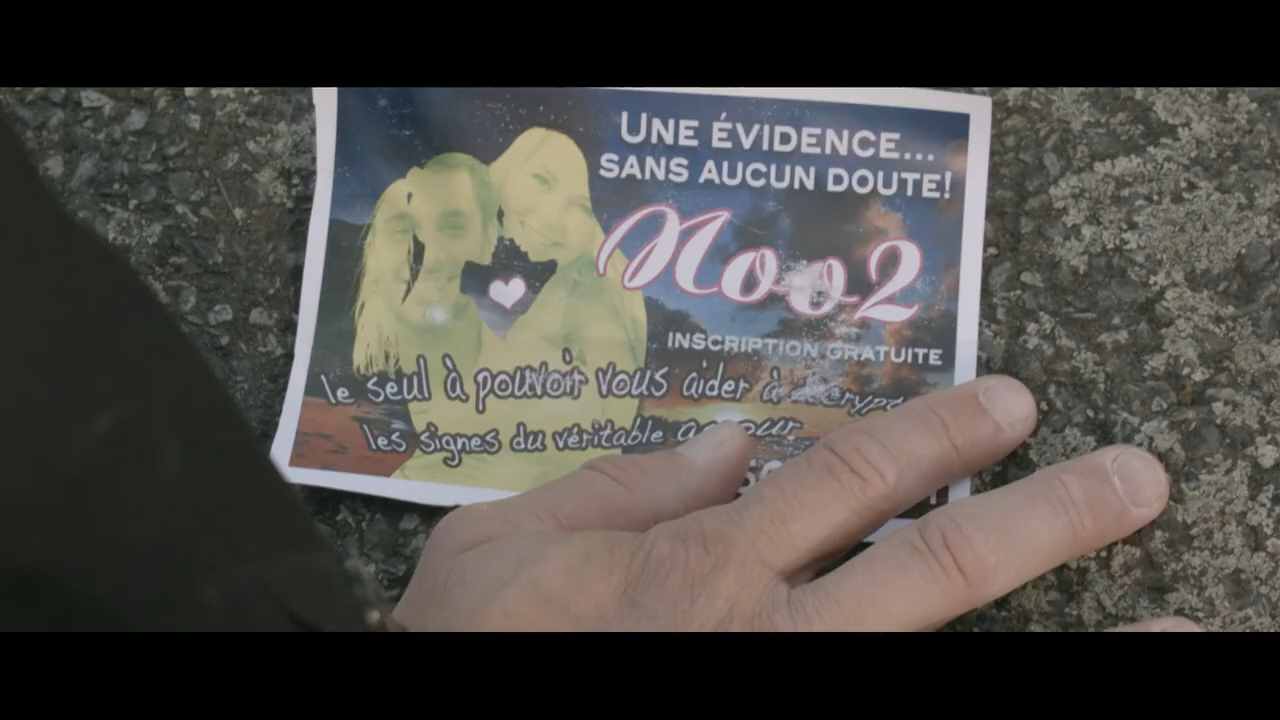 UNE ÉVIDENCE...
SANS AUCUN DOUTE!
Noo2
INSCRIPTION GRATUITE
le seul à pouvoir vous aider à
les signes du véritable